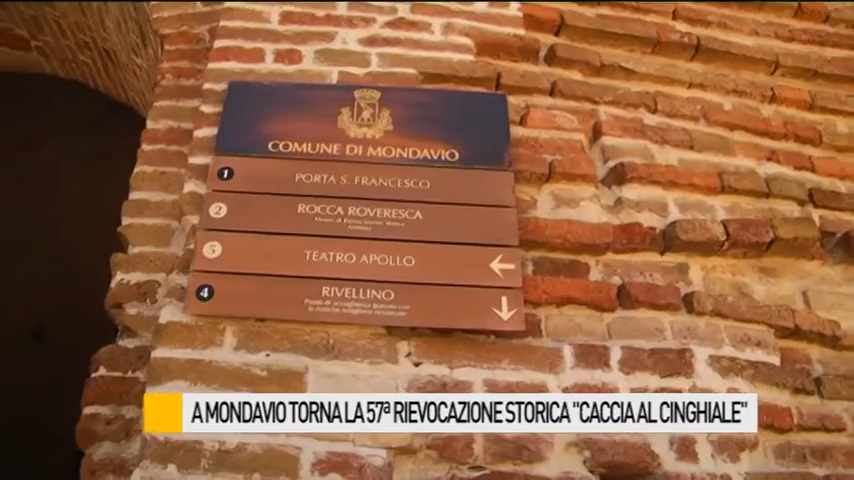 COMUNE DI MONDAVIO
1 PORTA S. FRANCESCO
2 ROCCA ROVERESCA
5 TEATRO APOLLO
4 RIVELLINO
A MONDAVIO TORNA LA 57ª RIEVOCAZIONE STORICA "CACCIA AL CINGHIALE"